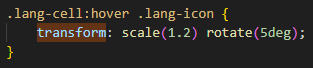 .lang-cell:hover .lang-icon {
    transform: scale(1.2) rotate(5deg);
}